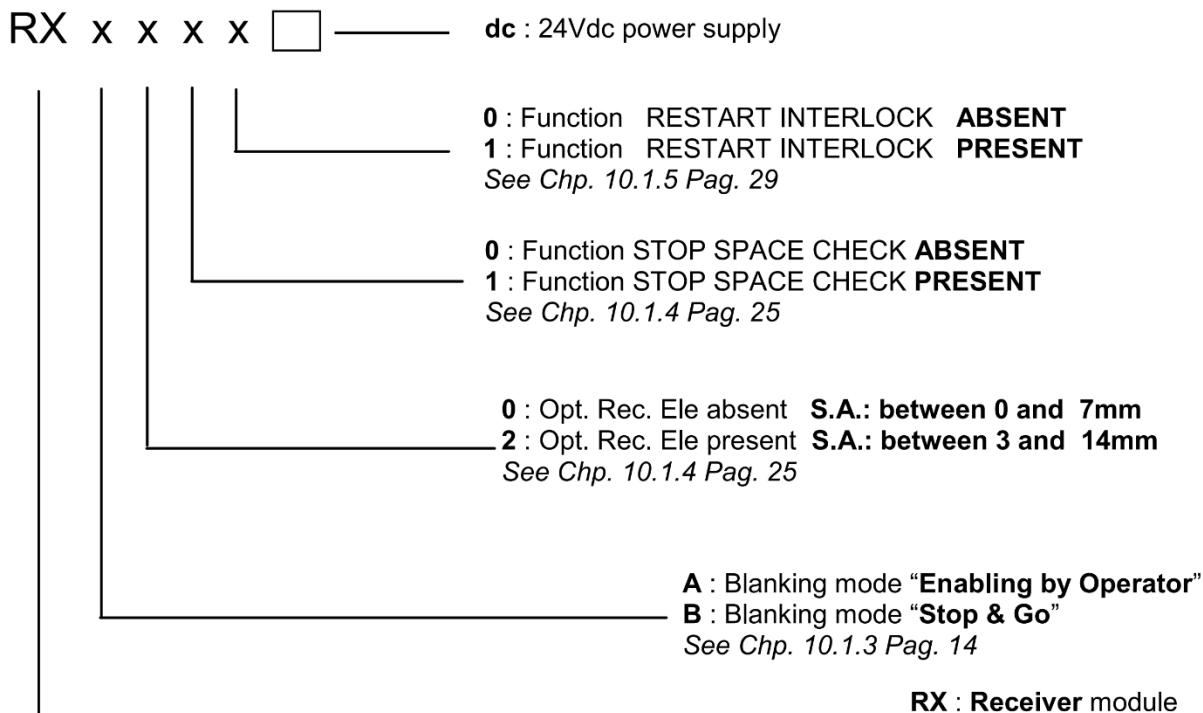 RX x x x x dc : 24Vdc power supply
0 : Function RESTART INTERLOCK ABSENT
1 : Function RESTART INTERLOCK PRESENT
See Chp. 10.1.5 Pag. 29
0 : Function STOP SPACE CHECK ABSENT
1 : Function STOP SPACE CHECK PRESENT
See Chp. 10.1.4 Pag. 25
0 : Opt. Rec. Ele absent S.A.: between 0 and 7mm
2 : Opt. Rec. Ele present S.A.: between 3 and 14mm
See Chp. 10.1.4 Pag. 25
A : Blanking mode “Enabling by Operator”
B : Blanking mode “Stop & Go”
See Chp. 10.1.3 Pag. 14
RX : Receiver module